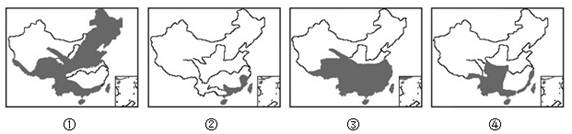 ① ② ③ ④